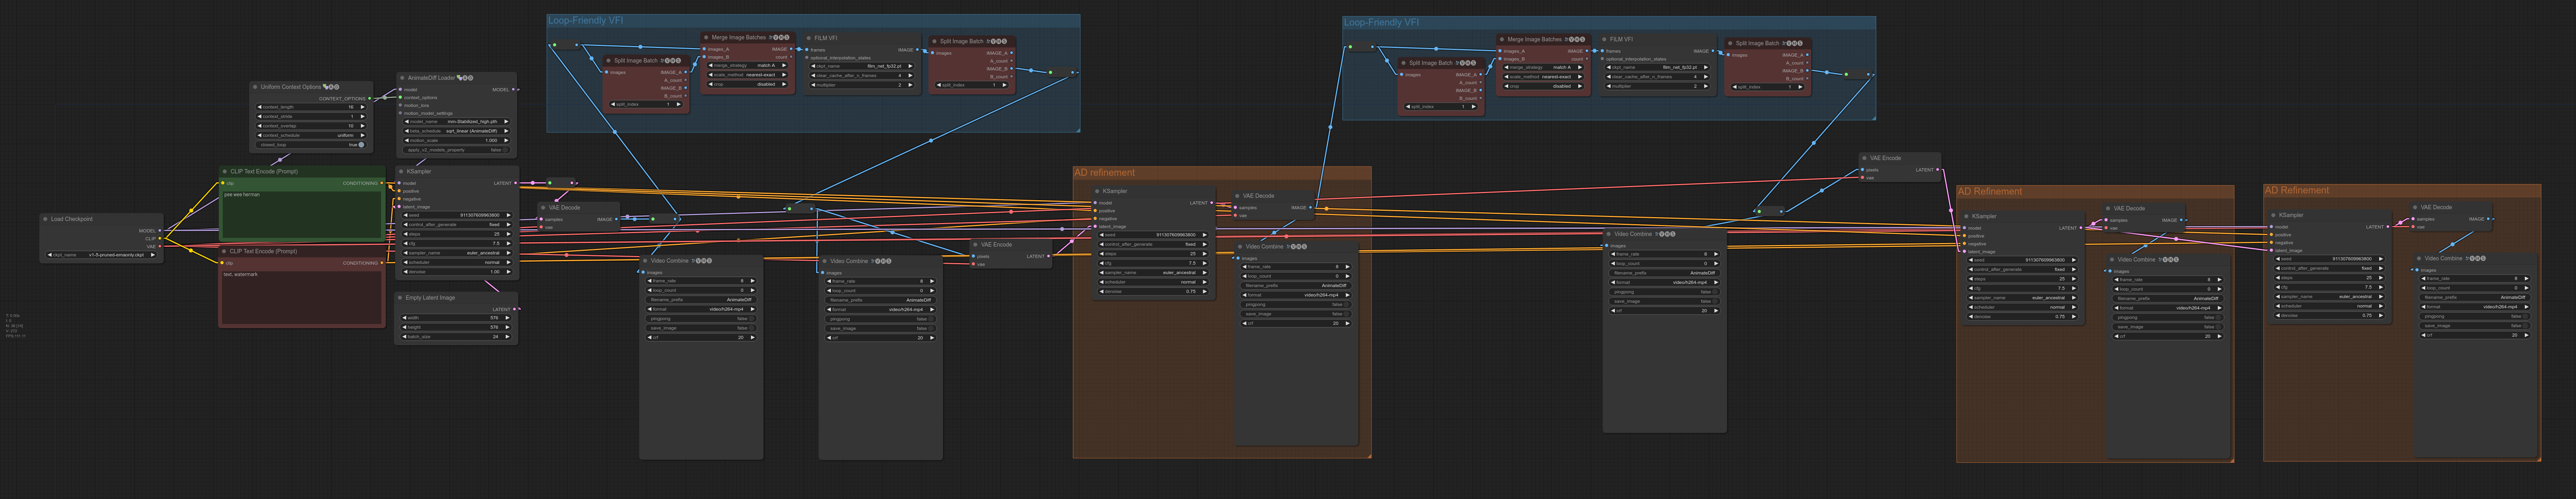 Loop-Friendly VFI
Split Image Batch
images
IMAGE_A
A_count
IMAGE_B
B_count
split_index 1
Merge Image Batches
images_A IMAGE
images_B count
merge_strategy match A
scale_method nearest-exact
crop disabled
FILM VFI
frames IMAGE
optional_interpolation_states
ckpt_name film_net_fp32.pt
clear_cache_after_n_frames 4
multiplier 2
Split Image Batch
images
IMAGE_A
A_count
IMAGE_B
B_count
split_index 1
Loop-Friendly VFI
Split Image Batch
images
IMAGE_A
A_count
IMAGE_B
B_count
split_index 1
Merge Image Batches
images_A IMAGE
images_B count
merge_strategy match A
scale_method nearest-exact
crop disabled
FILM VFI
frames IMAGE
optional_interpolation_states
ckpt_name film_net_fp32.pt
clear_cache_after_n_frames 4
multiplier 2
Split Image Batch
images
IMAGE_A
A_count
IMAGE_B
B_count
split_index 1
Uniform Context Options
CONTEXT_OPTIONS
context_length 16
context_stride 1
context_overlap 10
context_schedule uniform
closed_loop true
AnimateDiff Loader
model MODEL
context_options
motion_lora
motion_model_settings
model_name mm-Stabilized_high.pth
beta_schedule sqrt_linear (AnimateDiff)
motion_scale 1.000
apply_v2_models_properly false
Load Checkpoint
MODEL
CLIP
VAE
ckpt_name v1-5-pruned-emaonly.ckpt
CLIP Text Encode (Prompt)
clip CONDITIONING
pee wee herman
CLIP Text Encode (Prompt)
clip CONDITIONING
text, watermark
KSampler
model LATENT
positive
negative
latent_image
seed 911307609963800
control_after_generate fixed
steps 25
cfg 7.5
sampler_name euler_ancestral
scheduler normal
denoise 1.00
Empty Latent Image
LATENT
width 576
height 576
batch_size 24
VAE Decode
samples IMAGE
vae
Video Combine
images
frame_rate 8
loop_count 0
filename_prefix AnimateDiff
format video/h264-mp4
pingpong false
save_image false
crf 20
Video Combine
images
frame_rate 8
loop_count 0
filename_prefix AnimateDiff
format video/h264-mp4
pingpong false
save_image false
crf 20
VAE Encode
pixels LATENT
vae
AD refinement
KSampler
model LATENT
positive
negative
latent_image
seed 911307609963800
control_after_generate fixed
steps 25
cfg 7.5
sampler_name euler_ancestral
scheduler normal
denoise 0.75
VAE Decode
samples IMAGE
vae
Video Combine
images
frame_rate 8
loop_count 0
filename_prefix AnimateDiff
format video/h264-mp4
pingpong false
save_image false
crf 20
Video Combine
images
frame_rate 8
loop_count 0
filename_prefix AnimateDiff
format video/h264-mp4
pingpong false
save_image false
crf 20
VAE Encode
pixels LATENT
vae
AD Refinement
KSampler
model LATENT
positive
negative
latent_image
seed 911307609963800
control_after_generate fixed
steps 25
cfg 7.5
sampler_name euler_ancestral
scheduler normal
denoise 0.75
VAE Decode
samples IMAGE
vae
Video Combine
images
frame_rate 8
loop_count 0
filename_prefix AnimateDiff
format video/h264-mp4
pingpong false
save_image false
crf 20
AD Refinement
KSampler
model LATENT
positive
negative
latent_image
seed 911307609963800
control_after_generate fixed
steps 25
cfg 7.5
sampler_name euler_ancestral
scheduler normal
denoise 0.75
VAE Decode
samples IMAGE
vae
Video Combine
images
frame_rate 8
loop_count 0
filename_prefix AnimateDiff
format video/h264-mp4
pingpong false
save_image false
crf 20